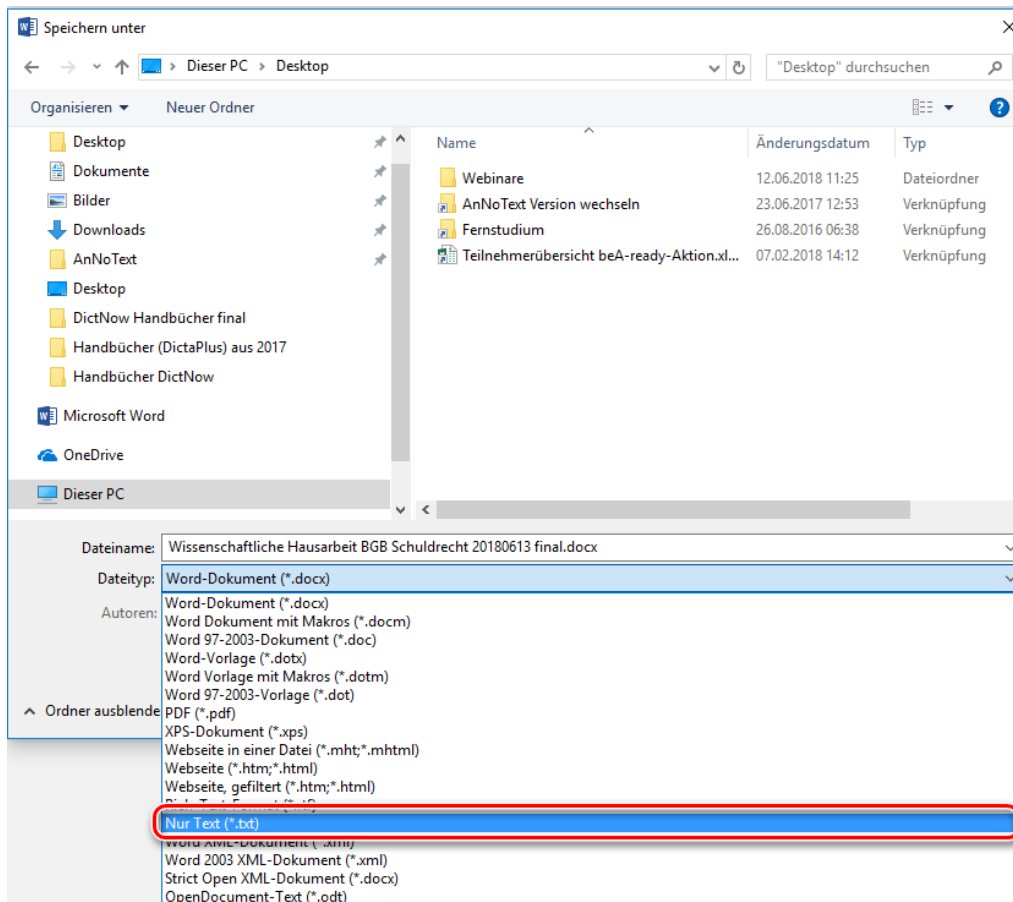 Speichern unter
Dieser PC > Desktop
"Desktop" durchsuchen
Organisieren
Neuer Ordner
Desktop
Dokumente
Bilder
Downloads
AnNoText
Desktop
DictNow Handbücher final
Handbücher (DictaPlus) aus 2017
Handbücher DictNow
Microsoft Word
OneDrive
Dieser PC
Name Änderungsdatum Typ
Webinare 12.06.2018 11:25 Dateiordner
AnNoText Version wechseln 23.06.2017 12:53 Verknüpfung
Fernstudium 26.08.2016 06:38 Verknüpfung
Teilnehmerübersicht beA-ready-Aktion.xl... 07.02.2018 14:12 Verknüpfung
Dateiname: Wissenschaftliche Hausarbeit BGB Schuldrecht 20180613 final.docx
Dateityp: Word-Dokument (*.docx)
Autoren:
Word-Dokument (*.docx)
Word Dokument mit Makros (*.docm)
Word 97-2003-Dokument (*.doc)
Word-Vorlage (*.dotx)
Word Vorlage mit Makros (*.dotm)
Word 97-2003-Vorlage (*.dot)
Ordner ausblende
PDF (*.pdf)
XPS-Dokument (*.xps)
Webseite in einer Datei (*.mht;*.mhtml)
Webseite (*.htm;*.html)
Webseite, gefiltert (*.htm;*.html)
Nur Text (*.txt)
Word XML-Dokument (*.xml)
Word 2003 XML-Dokument (*.xml)
Strict Open XML-Dokument (*.docx)
OpenDocument-Text (*.odt)